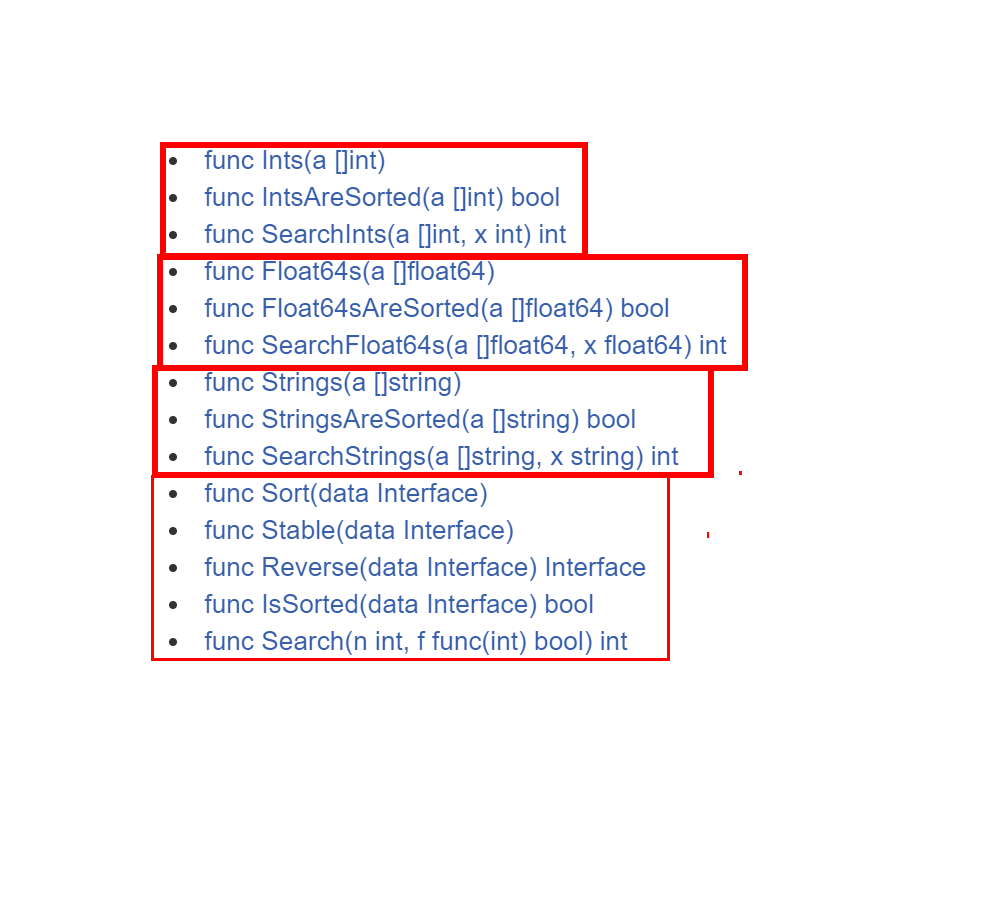 func Ints(a []int)
func IntsAreSorted(a []int) bool
func SearchInts(a []int, x int) int
func Float64s(a []float64)
func Float64sAreSorted(a []float64) bool
func SearchFloat64s(a []float64, x float64) int
func Strings(a []string)
func StringsAreSorted(a []string) bool
func SearchStrings(a []string, x string) int
func Sort(data Interface)
func Stable(data Interface)
func Reverse(data Interface) Interface
func IsSorted(data Interface) bool
func Search(n int, f func(int) bool) int